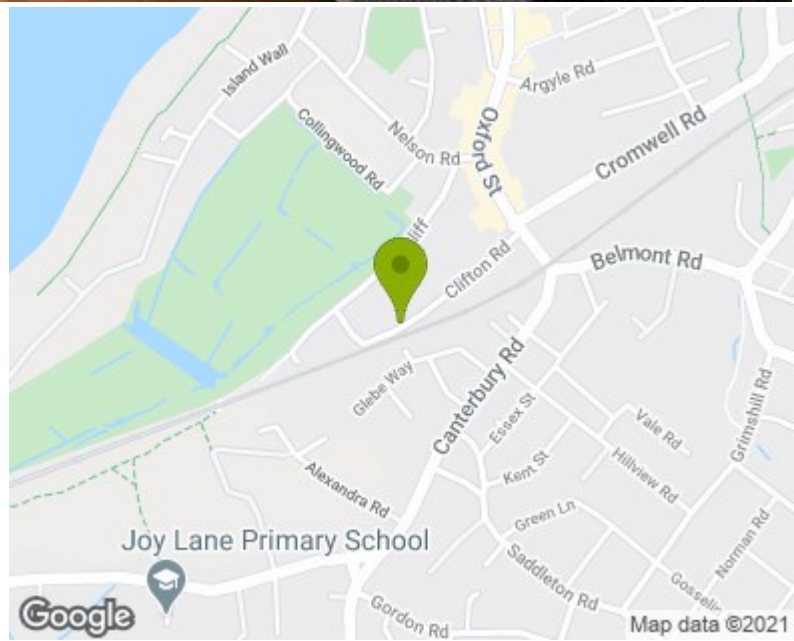 Island Wall
Argyle Rd
Oxford St
Cromwell Rd
Collingwood Rd
Nelson Rd
cliff
Clifton Rd
Belmont Rd
Canterbury Rd
Glebe Way
Essex St
Vale Rd
Grimshill Rd
Hillview Rd
Kent St
Alexandra Rd
Green Ln
Norman Rd
Joy Lane Primary School
Saddleton Rd
Gosselin
Gordon Rd
Google
Map data ©2021